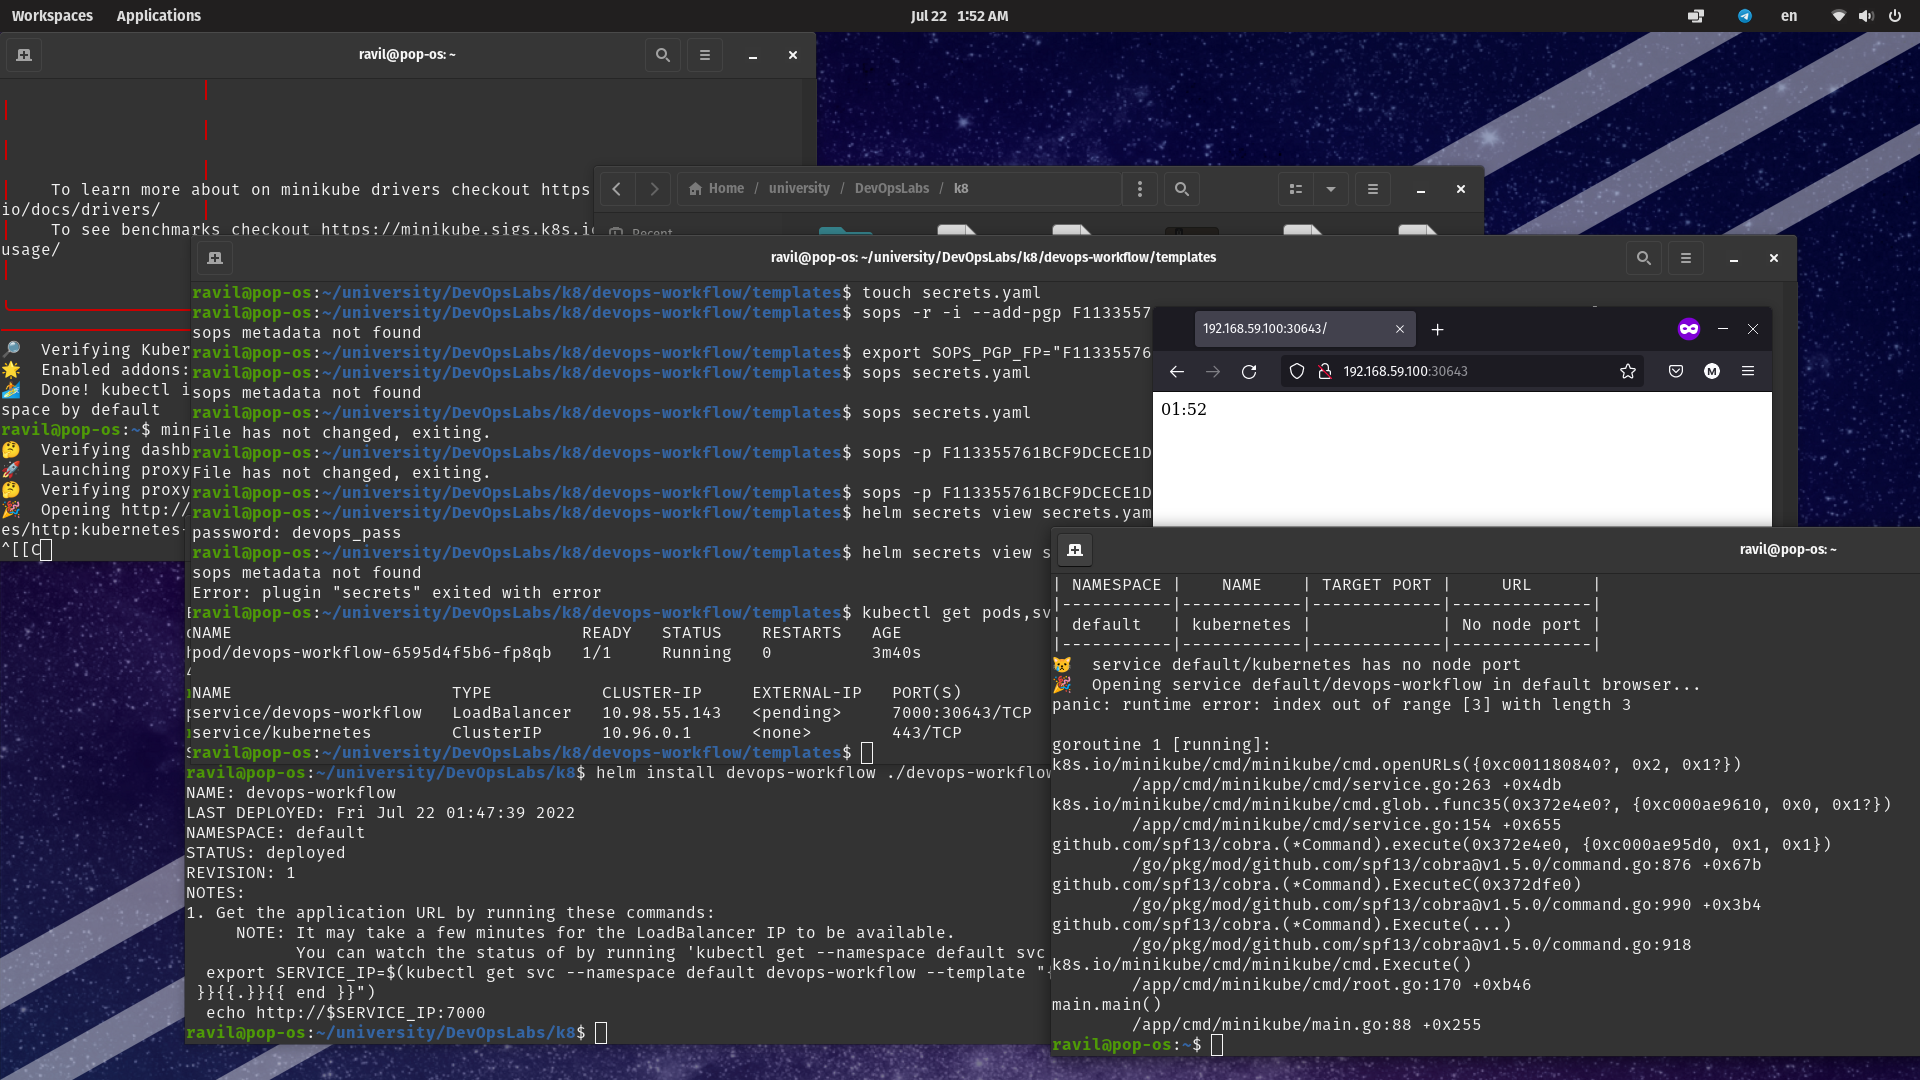 Workspaces Applications Jul 22 1:52 AM en
ravil@pop-os: ~
To learn more about on minikube drivers checkout https
io/docs/drivers/
To see benchmarks checkout https://minikube.sigs.k8s.io
usage/
Verifying Kuber
Enabled addons:
Done! kubectl i
space by default
ravil@pop-os:~$ min
Verifying dashb
Launching proxy
Verifying proxy
Opening http://
es/http:kubernetes-
^[[C
Home / university / DevOpsLabs / k8
Recent
ravil@pop-os: ~/university/DevOpsLabs/k8/devops-workflow/templates
ravil@pop-os:~/university/DevOpsLabs/k8/devops-workflow/templates$ touch secrets.yaml
ravil@pop-os:~/university/DevOpsLabs/k8/devops-workflow/templates$ sops -r -i --add-pgp F1133557
sops metadata not found
ravil@pop-os:~/university/DevOpsLabs/k8/devops-workflow/templates$ export SOPS_PGP_FP="F11335576
ravil@pop-os:~/university/DevOpsLabs/k8/devops-workflow/templates$ sops secrets.yaml
sops metadata not found
ravil@pop-os:~/university/DevOpsLabs/k8/devops-workflow/templates$ sops secrets.yaml
File has not changed, exiting.
ravil@pop-os:~/university/DevOpsLabs/k8/devops-workflow/templates$ sops -p F113355761BCF9DCECE1D
File has not changed, exiting.
ravil@pop-os:~/university/DevOpsLabs/k8/devops-workflow/templates$ sops -p F113355761BCF9DCECE1D
ravil@pop-os:~/university/DevOpsLabs/k8/devops-workflow/templates$ helm secrets view secrets.yam
password: devops_pass
ravil@pop-os:~/university/DevOpsLabs/k8/devops-workflow/templates$ helm secrets view s
sops metadata not found
Error: plugin "secrets" exited with error
ravil@pop-os:~/university/DevOpsLabs/k8/devops-workflow/templates$ kubectl get pods,sv
NAME READY STATUS RESTARTS AGE
pod/devops-workflow-6595d4f5b6-fp8qb 1/1 Running 0 3m40s
NAME TYPE CLUSTER-IP EXTERNAL-IP PORT(S)
service/devops-workflow LoadBalancer 10.98.55.143 <pending> 7000:30643/TCP
service/kubernetes ClusterIP 10.96.0.1 <none> 443/TCP
ravil@pop-os:~/university/DevOpsLabs/k8/devops-workflow/templates$
ravil@pop-os:~/university/DevOpsLabs/k8$ helm install devops-workflow ./devops-workflow
NAME: devops-workflow
LAST DEPLOYED: Fri Jul 22 01:47:39 2022
NAMESPACE: default
STATUS: deployed
REVISION: 1
NOTES:
1. Get the application URL by running these commands:
NOTE: It may take a few minutes for the LoadBalancer IP to be available.
You can watch the status of by running 'kubectl get --namespace default svc
export SERVICE_IP=$(kubectl get svc --namespace default devops-workflow --template "
}}{{.}}{{ end }}")
echo http://$SERVICE_IP:7000
ravil@pop-os:~/university/DevOpsLabs/k8$
192.168.59.100:30643/
192.168.59.100:30643
M
01:52
ravil@pop-os: ~
| NAMESPACE | NAME | TARGET PORT | URL |
|-----------|------------|-------------|--------------|
| default | kubernetes | | No node port |
|-----------|------------|-------------|--------------|
service default/kubernetes has no node port
Opening service default/devops-workflow in default browser...
panic: runtime error: index out of range [3] with length 3
goroutine 1 [running]:
k8s.io/minikube/cmd/minikube/cmd.openURLs({0xc001180840?, 0x2, 0x1?})
/app/cmd/minikube/cmd/service.go:263 +0x4db
k8s.io/minikube/cmd/minikube/cmd.glob..func35(0x372e4e0?, {0xc000ae9610, 0x0, 0x1?})
/app/cmd/minikube/cmd/service.go:154 +0x655
github.com/spf13/cobra.(*Command).execute(0x372e4e0, {0xc000ae95d0, 0x1, 0x1})
/go/pkg/mod/github.com/spf13/cobra@v1.5.0/command.go:876 +0x67b
github.com/spf13/cobra.(*Command).ExecuteC(0x372dfe0)
/go/pkg/mod/github.com/spf13/cobra@v1.5.0/command.go:990 +0x3b4
github.com/spf13/cobra.(*Command).Execute(...)
/go/pkg/mod/github.com/spf13/cobra@v1.5.0/command.go:918
k8s.io/minikube/cmd/minikube/cmd.Execute()
/app/cmd/minikube/cmd/root.go:170 +0xb46
main.main()
/app/cmd/minikube/main.go:88 +0x255
ravil@pop-os:~$